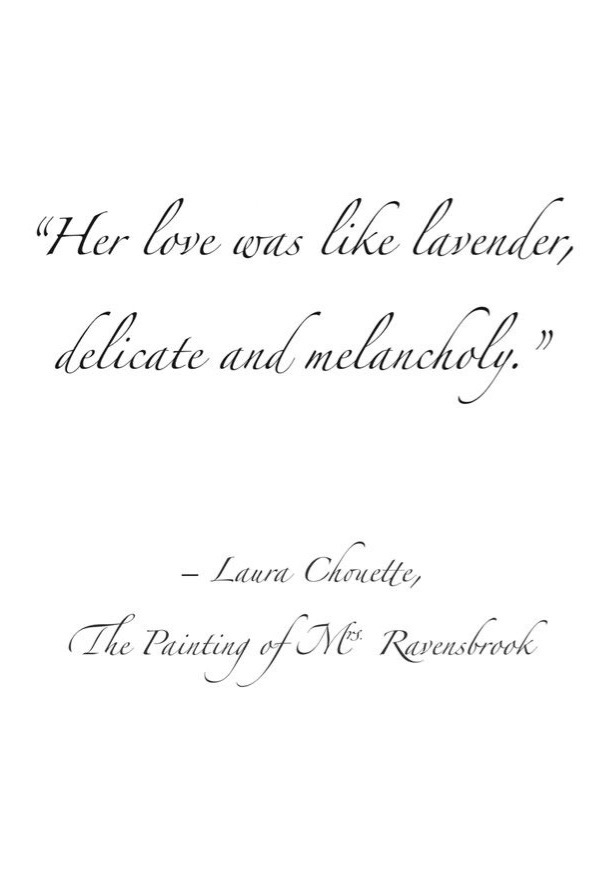 “Her love was like lavender,
delicate and melancholy.”
– Laura Chouette,
The Painting of Mrs. Ravensbrook